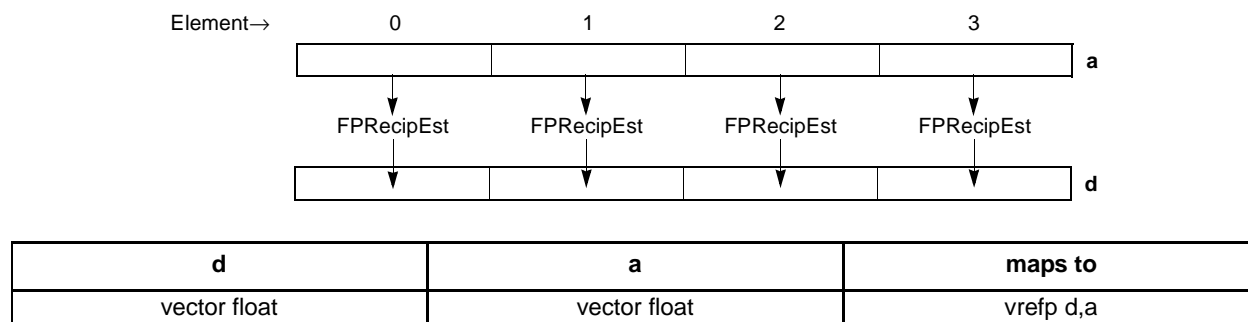 Element→ 0 1 2 3
a
FPRecipEst FPRecipEst FPRecipEst FPRecipEst
d
d a maps to
vector float vector float vrefp d,a